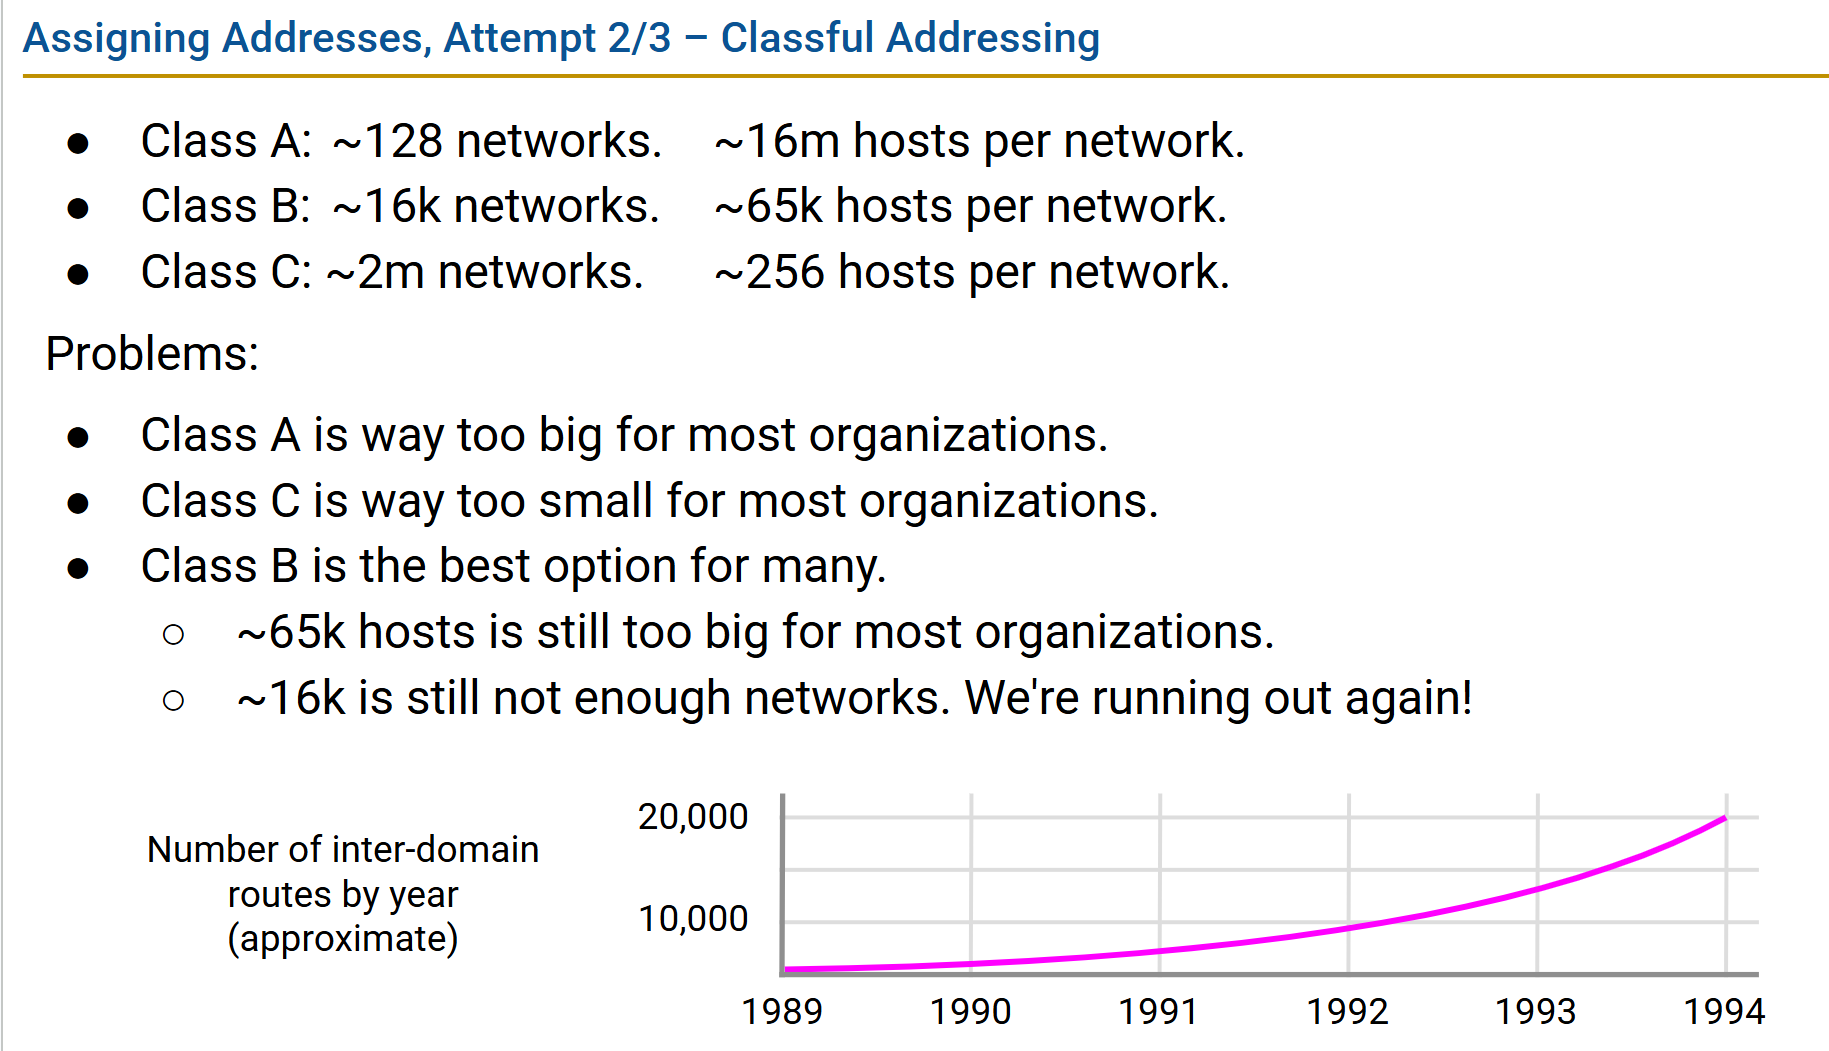 Assigning Addresses, Attempt 2/3 – Classful Addressing
● Class A: ~128 networks. ~16m hosts per network.
● Class B: ~16k networks. ~65k hosts per network.
● Class C: ~2m networks. ~256 hosts per network.
Problems:
● Class A is way too big for most organizations.
● Class C is way too small for most organizations.
● Class B is the best option for many.
○ ~65k hosts is still too big for most organizations.
○ ~16k is still not enough networks. We're running out again!
Number of inter-domain
routes by year
(approximate)
20,000
10,000
1989 1990 1991 1992 1993 1994